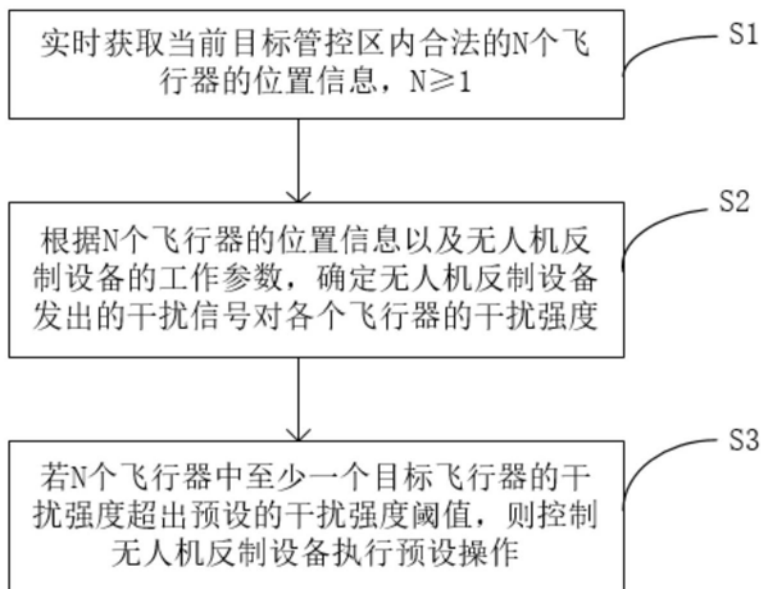 实时获取当前目标管控区内合法的N个飞
行器的位置信息，N≥1
S1
根据N个飞行器的位置信息以及无人机反
制设备的工作参数，确定无人机反制设备
发出的干扰信号对各个飞行器的干扰强度
S2
若N个飞行器中至少一个目标飞行器的干
扰强度超出预设的干扰强度阈值，则控制
无人机反制设备执行预设操作
S3